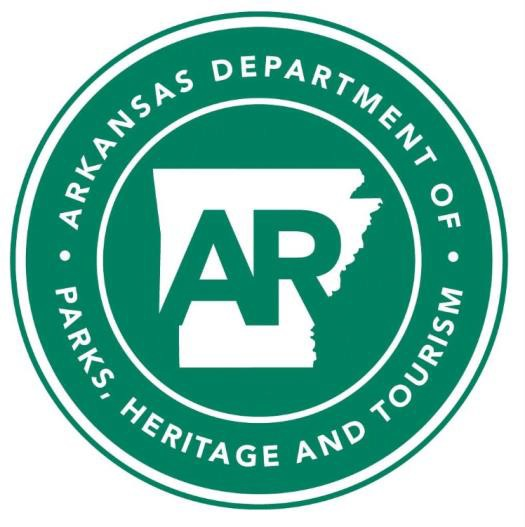 ARKANSAS DEPARTMENT OF
PARKS, HERITAGE AND TOURISM
AR